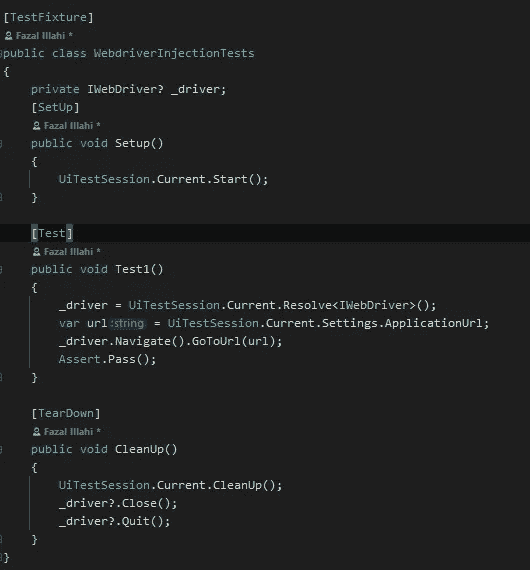 [TestFixture]
Fazal Illahi *
public class WebdriverInjectionTests
{
private IWebDriver? _driver;
[SetUp]
Fazal Illahi *
public void Setup()
{
UiTestSession.Current.Start();
}
[Test]
Fazal Illahi *
public void Test1()
{
_driver = UiTestSession.Current.Resolve<IWebDriver>();
var url:string = UiTestSession.Current.Settings.ApplicationUrl;
_driver.Navigate().GoToUrl(url);
Assert.Pass();
}
[TearDown]
Fazal Illahi *
public void CleanUp()
{
UiTestSession.Current.CleanUp();
_driver?.Close();
_driver?.Quit();
}
}